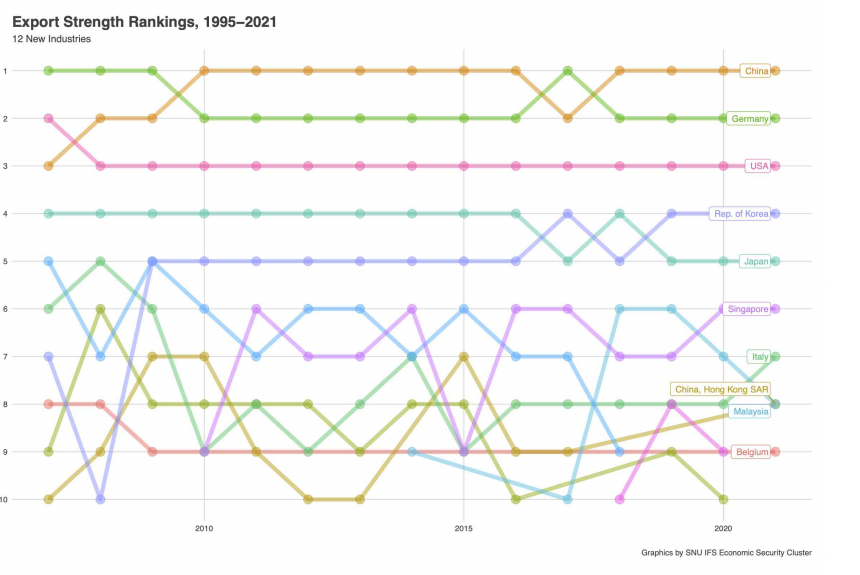 Export Strength Rankings, 1995–2021
12 New Industries
1
2
3
4
5
6
7
8
9
10
China
Germany
USA
Rep. of Korea
Japan
Singapore
Italy
China, Hong Kong SAR
Malaysia
Belgium
2010
2015
2020
Graphics by SNU IFS Economic Security Cluster